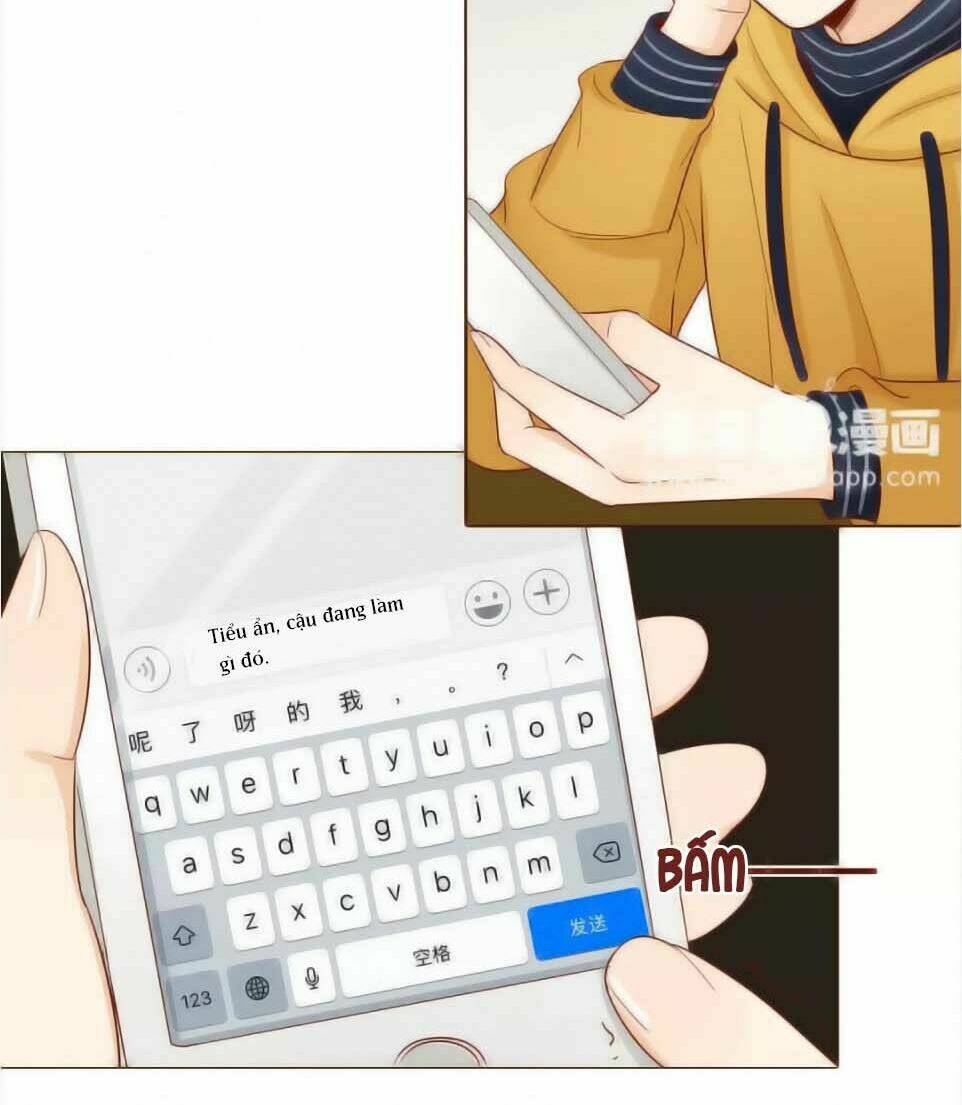 漫画
app.com
Tiểu ẩn, cậu đang làm
gì đó.
呢 了 呀 的 我 , 。 ?
q w e r t y u i o p
a s d f g h j k l
z x c v b n m
BẤM
123 空格 发送